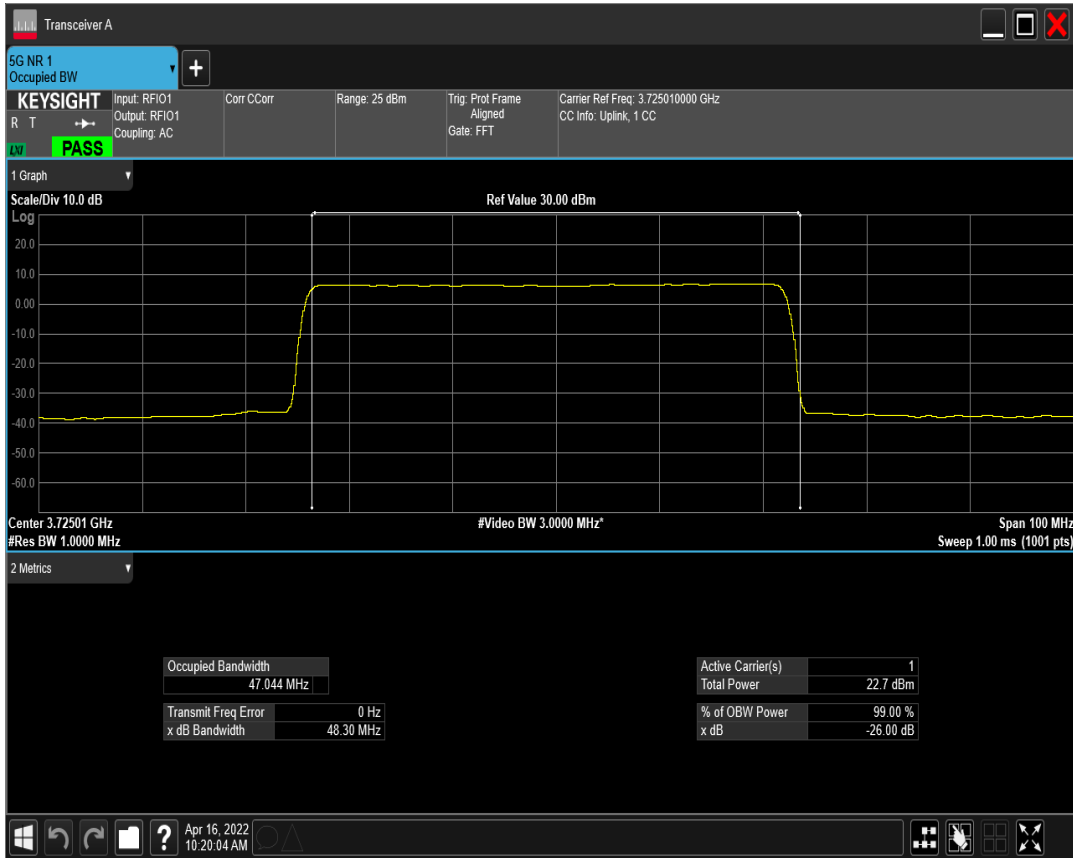 Transceiver A
5G NR 1
Occupied BW
KEYSIGHT
R T
LXI
PASS
Input: RFIO1
Output: RFIO1
Coupling: AC
Corr CCorr
Range: 25 dBm
Trig: Prot Frame
Aligned
Gate: FFT
Carrier Ref Freq: 3.725010000 GHz
CC Info: Uplink, 1 CC
1 Graph
Scale/Div 10.0 dB
Ref Value 30.00 dBm
Log
20.0
10.0
0.00
-10.0
-20.0
-30.0
-40.0
-50.0
-60.0
Center 3.72501 GHz
#Video BW 3.0000 MHz*
Span 100 MHz
#Res BW 1.0000 MHz
Sweep 1.00 ms (1001 pts)
2 Metrics
Occupied Bandwidth
47.044 MHz
Transmit Freq Error 0 Hz
x dB Bandwidth 48.30 MHz
Active Carrier(s) 1
Total Power 22.7 dBm
% of OBW Power 99.00 %
x dB -26.00 dB
Apr 16, 2022
10:20:04 AM